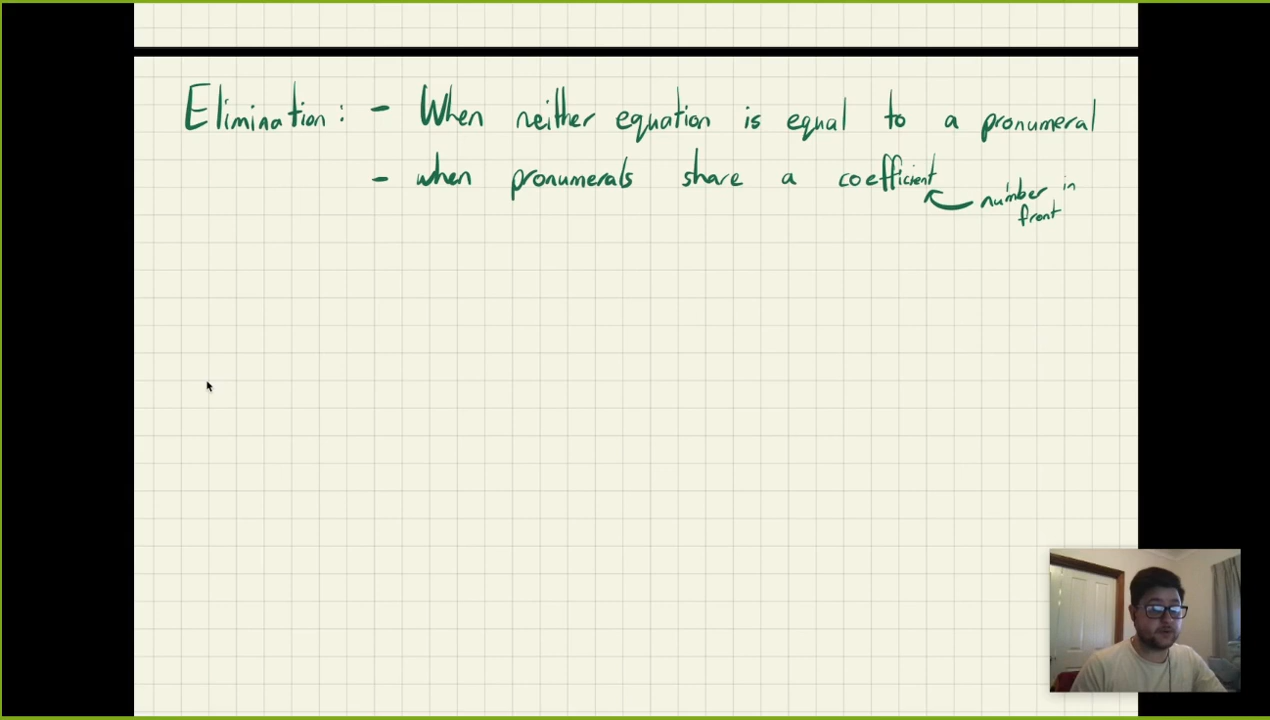 Elimination: - When neither equation is equal to a pronumeral
- when pronumerals share a coefficient
number in
front